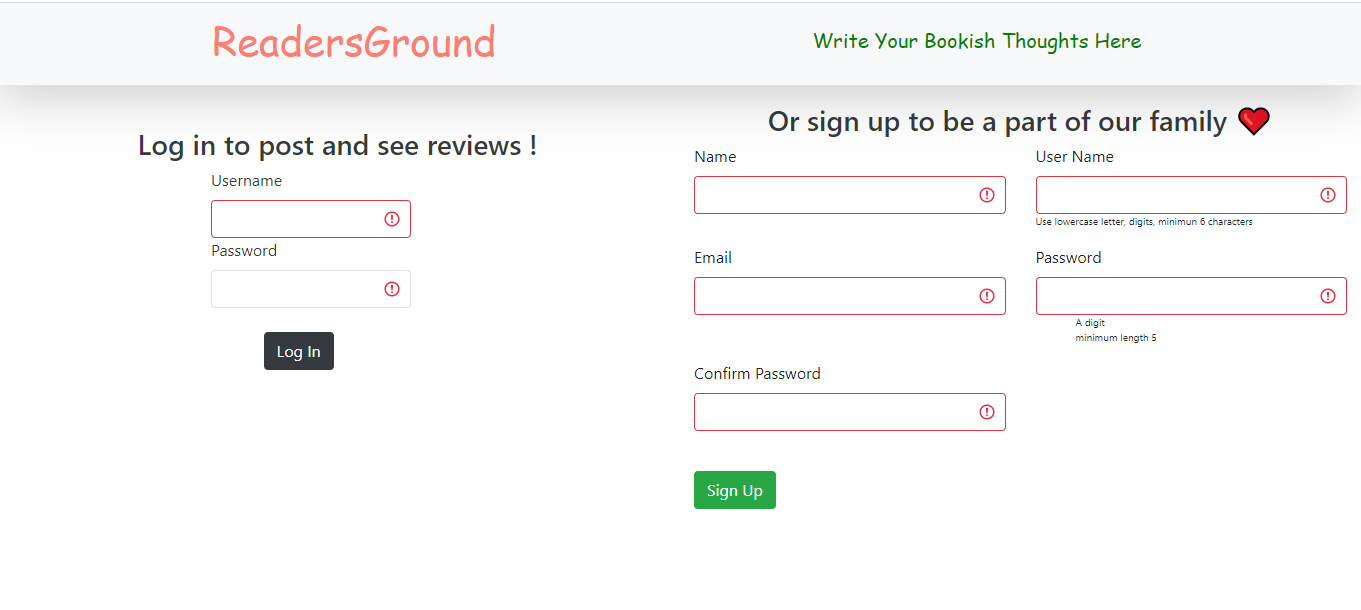 ReadersGround
Write Your Bookish Thoughts Here
Log in to post and see reviews !
Username
Password
Log In
Or sign up to be a part of our family
Name
User Name
Use lowercase letter, digits, minimun 6 characters
Email
Password
A digit
minimum length 5
Confirm Password
Sign Up